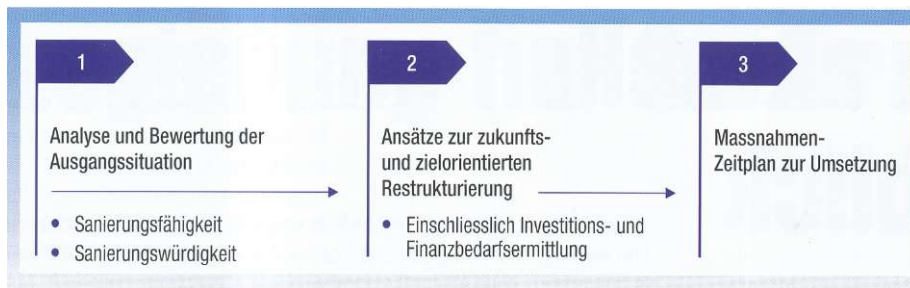 1
Analyse und Bewertung der
Ausgangssituation
• Sanierungsfähigkeit
• Sanierungswürdigkeit
2
Ansätze zur zukunfts-
und zielorientierten
Restrukturierung
• Einschliesslich Investitions- und
Finanzbedarfsermittlung
3
Massnahmen-
Zeitplan zur Umsetzung